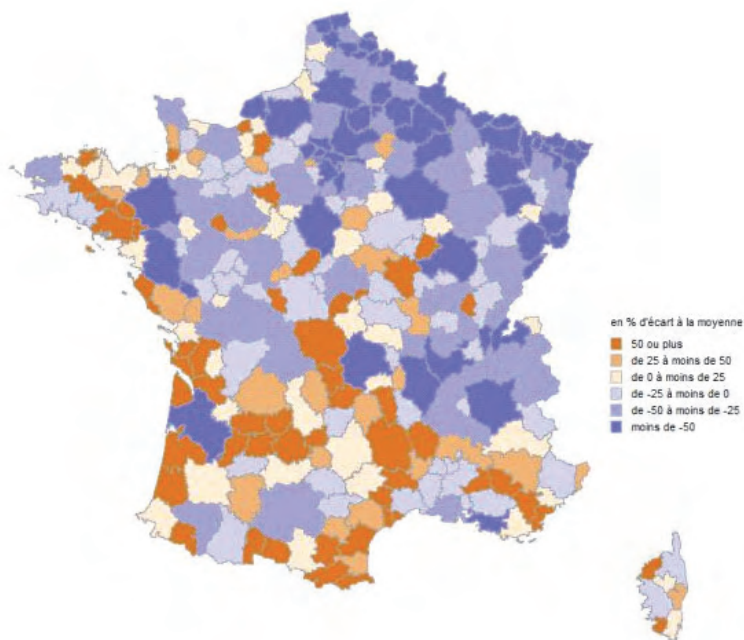 en % d'écart à la moyenne
50 ou plus
de 25 à moins de 50
de 0 à moins de 25
de -25 à moins de 0
de -50 à moins de -25
moins de -50